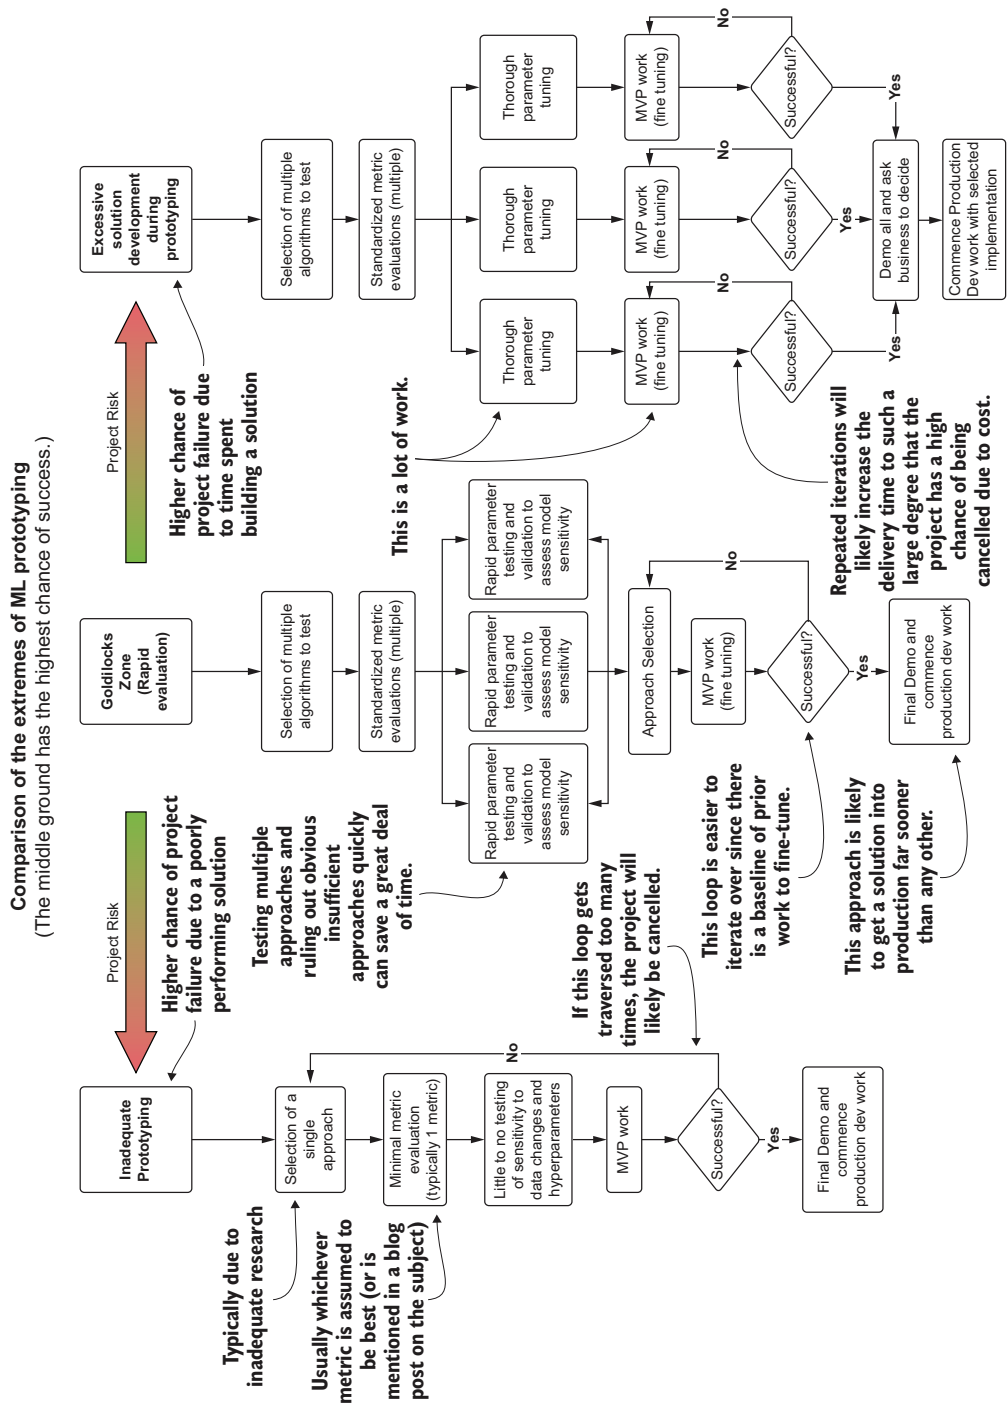 Comparison of the extremes of ML prototyping
(The middle ground has the highest chance of success.)
Project Risk
Project Risk
Inadequate
Prototyping
Higher chance of project
failure due to a poorly
performing solution
Typically due to
inadequate research
Selection of a
single
approach
Usually whichever
metric is assumed to
be best (or is
mentioned in a blog
post on the subject)
Minimal metric
evaluation
(typically 1 metric)
Little to no testing
of sensitivity to
data changes and
hyperparameters
MVP work
If this loop gets
traversed too many
times, the project will
likely be cancelled.
No
Successful?
Yes
Final Demo and
commence
production dev work
Goldilocks
Zone
(Rapid
evaluation)
Selection of multiple
algorithms to test
Standardized metric
evaluations (multiple)
Testing multiple
approaches and
ruling out obvious
insufficient
approaches quickly
can save a great deal
of time.
Rapid parameter
testing and
validation to
assess model
sensitivity
Rapid parameter
testing and
validation to
assess model
sensitivity
Rapid parameter
testing and
validation to
assess model
sensitivity
Approach Selection
MVP work
(fine tuning)
No
This loop is easier to
iterate over since there
is a baseline of prior
work to fine-tune.
Successful?
Yes
This approach is likely
to get a solution into
production far sooner
than any other.
Final Demo and
commence
production dev work
Excessive
solution
development
during
prototyping
Higher chance of
project failure due
to time spent
building a solution
Selection of multiple
algorithms to test
Standardized metric
evaluations (multiple)
This is a lot of work.
Thorough
parameter
tuning
Thorough
parameter
tuning
Thorough
parameter
tuning
MVP work
(fine tuning)
MVP work
(fine tuning)
MVP work
(fine tuning)
No
No
No
Successful?
Successful?
Successful?
Yes
Yes
Yes
Repeated iterations will
likely increase the
delivery time to such a
large degree that the
project has a high
chance of being
cancelled due to cost.
Demo all and ask
business to decide
Commence Production
Dev work with selected
implementation